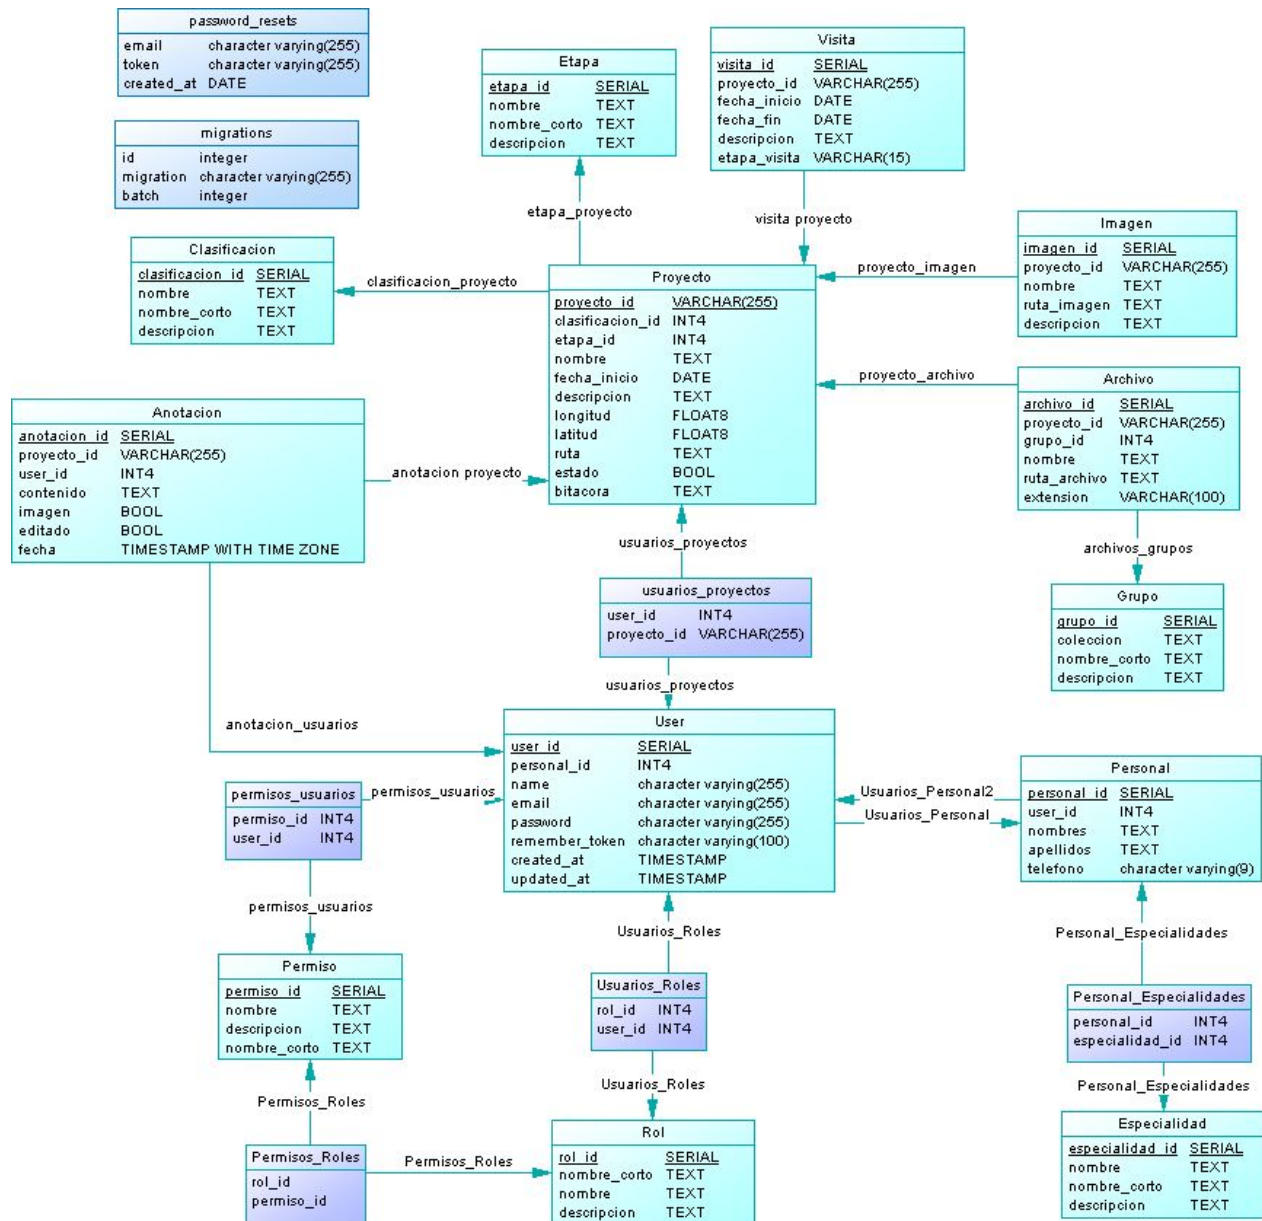 password_resets
email character varying(255)
token character varying(255)
created_at DATE
migrations
id integer
migration character varying(255)
batch integer
Etapa
etapa_id SERIAL
nombre TEXT
nombre_corto TEXT
descripcion TEXT
Visita
visita_id SERIAL
proyecto_id VARCHAR(255)
fecha_inicio DATE
fecha_fin DATE
descripcion TEXT
etapa_visita VARCHAR(15)
etapa_proyecto
visita proyecto
Clasificacion
clasificacion_id SERIAL
nombre TEXT
nombre_corto TEXT
descripcion TEXT
clasificacion_proyecto
Proyecto
proyecto_id VARCHAR(255)
clasificacion_id INT4
etapa_id INT4
nombre TEXT
fecha_inicio DATE
descripcion TEXT
longitud FLOAT8
latitud FLOAT8
ruta TEXT
estado BOOL
bitacora TEXT
proyecto_imagen
Imagen
imagen_id SERIAL
proyecto_id VARCHAR(255)
nombre TEXT
ruta_imagen TEXT
descripcion TEXT
proyecto_archivo
Archivo
archivo_id SERIAL
proyecto_id VARCHAR(255)
grupo_id INT4
nombre TEXT
ruta_archivo TEXT
extension VARCHAR(100)
Anotacion
anotacion_id SERIAL
proyecto_id VARCHAR(255)
user_id INT4
contenido TEXT
imagen BOOL
editado BOOL
fecha TIMESTAMP WITH TIME ZONE
anotacion proyecto
usuarios_proyectos
usuarios_proyectos
user_id INT4
proyecto_id VARCHAR(255)
usuarios_proyectos
archivos_grupos
Grupo
grupo_id SERIAL
coleccion TEXT
nombre_corto TEXT
descripcion TEXT
anotacion_usuarios
User
user_id SERIAL
personal_id INT4
name character varying(255)
email character varying(255)
password character varying(255)
remember_token character varying(100)
created_at TIMESTAMP
updated_at TIMESTAMP
permisos_usuarios
permiso_id INT4
user_id INT4
permisos_usuarios
permisos_usuarios
Usuarios_Personal2
Usuarios_Personal
Personal
personal_id SERIAL
user_id INT4
nombres TEXT
apellidos TEXT
telefono character varying(9)
Permiso
permiso_id SERIAL
nombre TEXT
descripcion TEXT
nombre_corto TEXT
Usuarios_Roles
Usuarios_Roles
rol_id INT4
user_id INT4
Usuarios_Roles
Personal_Especialidades
Personal_Especialidades
personal_id INT4
especialidad_id INT4
Personal_Especialidades
Permisos_Roles
Permisos_Roles
rol_id
permiso_id
Permisos_Roles
Rol
rol_id SERIAL
nombre_corto TEXT
nombre TEXT
descripcion TEXT
Especialidad
especialidad_id SERIAL
nombre TEXT
nombre_corto TEXT
descripcion TEXT